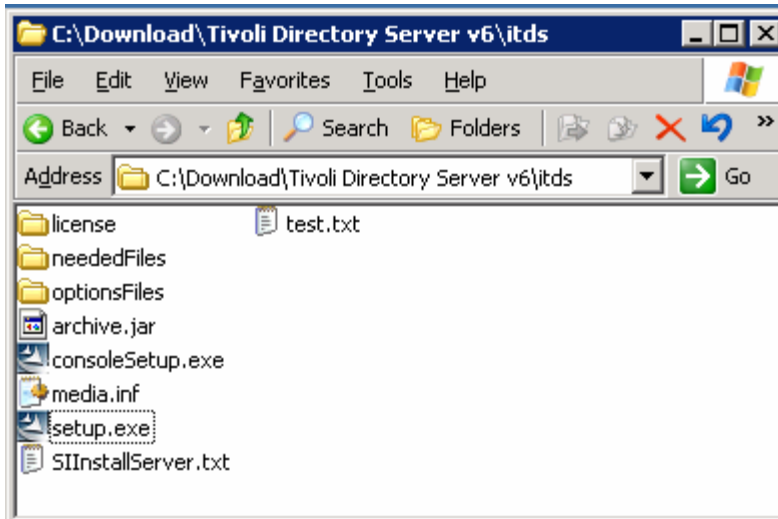 C:\Download\Tivoli Directory Server v6\itds
File Edit View Favorites Tools Help
Back Search Folders »
Address C:\Download\Tivoli Directory Server v6\itds Go
license test.txt
neededFiles
optionsFiles
archive.jar
consoleSetup.exe
media.inf
setup.exe
SIInstallServer.txt